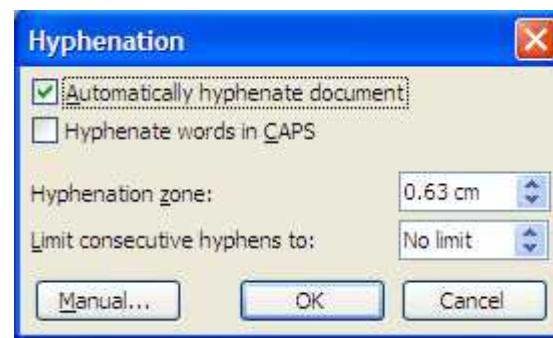 Hyphenation
Automatically hyphenate document
Hyphenate words in CAPS
Hyphenation zone: 0.63 cm
Limit consecutive hyphens to: No limit
Manual... OK Cancel